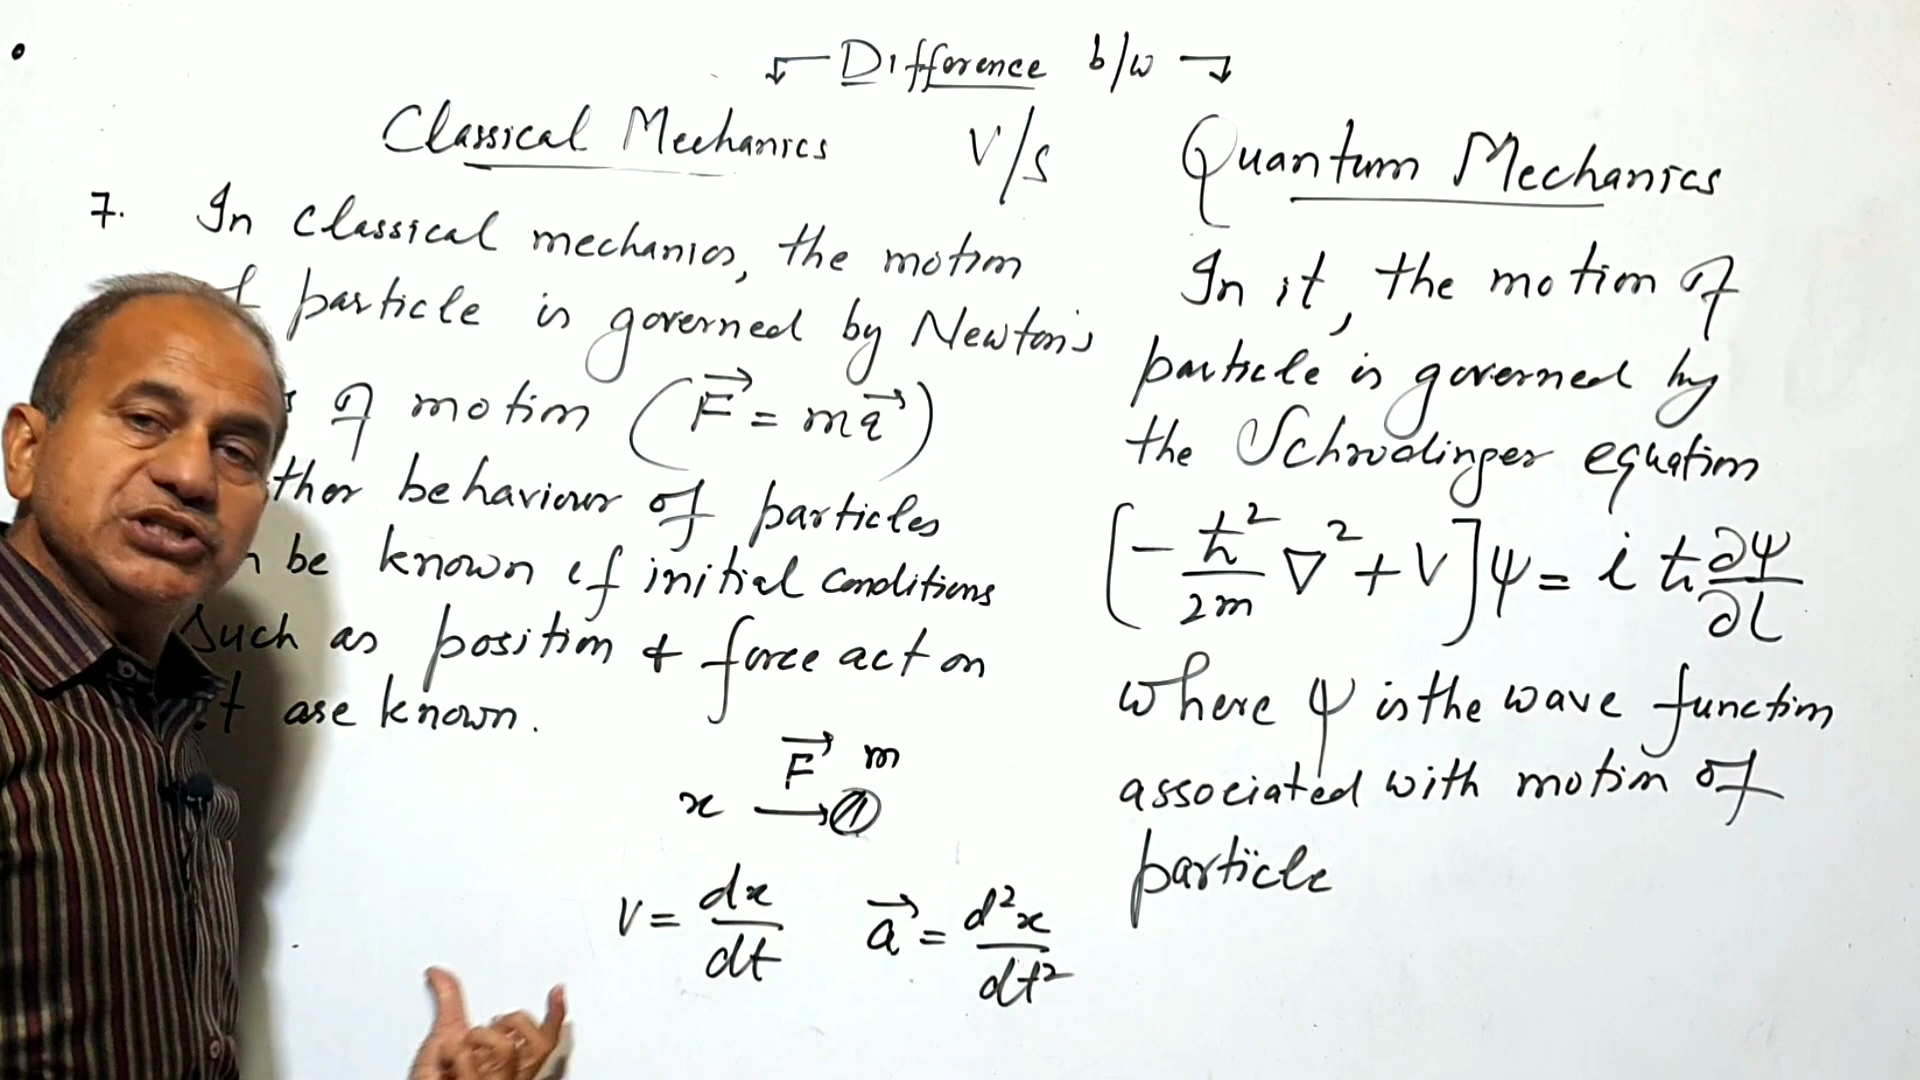 Difference b/w
Classical Mechanics V/s Quantum Mechanics
7. In classical mechanics, the motion
particle is governed by Newton's
of motion (F⃗ = ma⃗)
behaviour of particles
be known if initial conditions
Such as position & force act on
are known.
F⃗ m
x
v = dx/dt a⃗ = d²x/dt²
In it, the motion of
particle is governed by
the Schrodinger equation
[-ħ²/2m ∇² + V]ψ = iħ ∂ψ/∂t
where ψ is the wave function
associated with motion of
particle